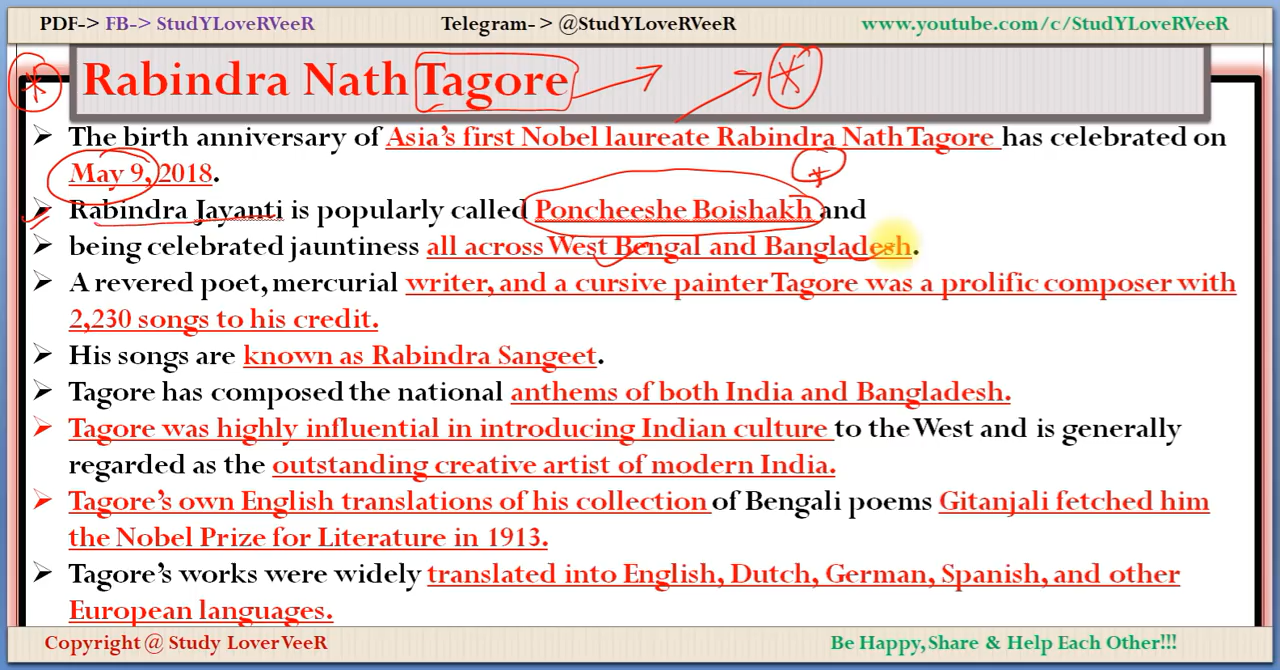 PDF-> FB-> StudYLoveRVeeR Telegram-> @StudYLoveRVeeR www.youtube.com/c/StudYLoveRVeeR
Rabindra Nath Tagore
The birth anniversary of Asia's first Nobel laureate Rabindra Nath Tagore has celebrated on
May 9, 2018.
Rabindra Jayanti is popularly called Poncheeshe Boishakh and
being celebrated jauntiness all across West Bengal and Bangladesh.
A revered poet, mercurial writer, and a cursive painter Tagore was a prolific composer with
2,230 songs to his credit.
His songs are known as Rabindra Sangeet.
Tagore has composed the national anthems of both India and Bangladesh.
Tagore was highly influential in introducing Indian culture to the West and is generally
regarded as the outstanding creative artist of modern India.
Tagore's own English translations of his collection of Bengali poems Gitanjali fetched him
the Nobel Prize for Literature in 1913.
Tagore's works were widely translated into English, Dutch, German, Spanish, and other
European languages.
Copyright @ Study LoverVeeR Be Happy,Share & Help Each Other!!!